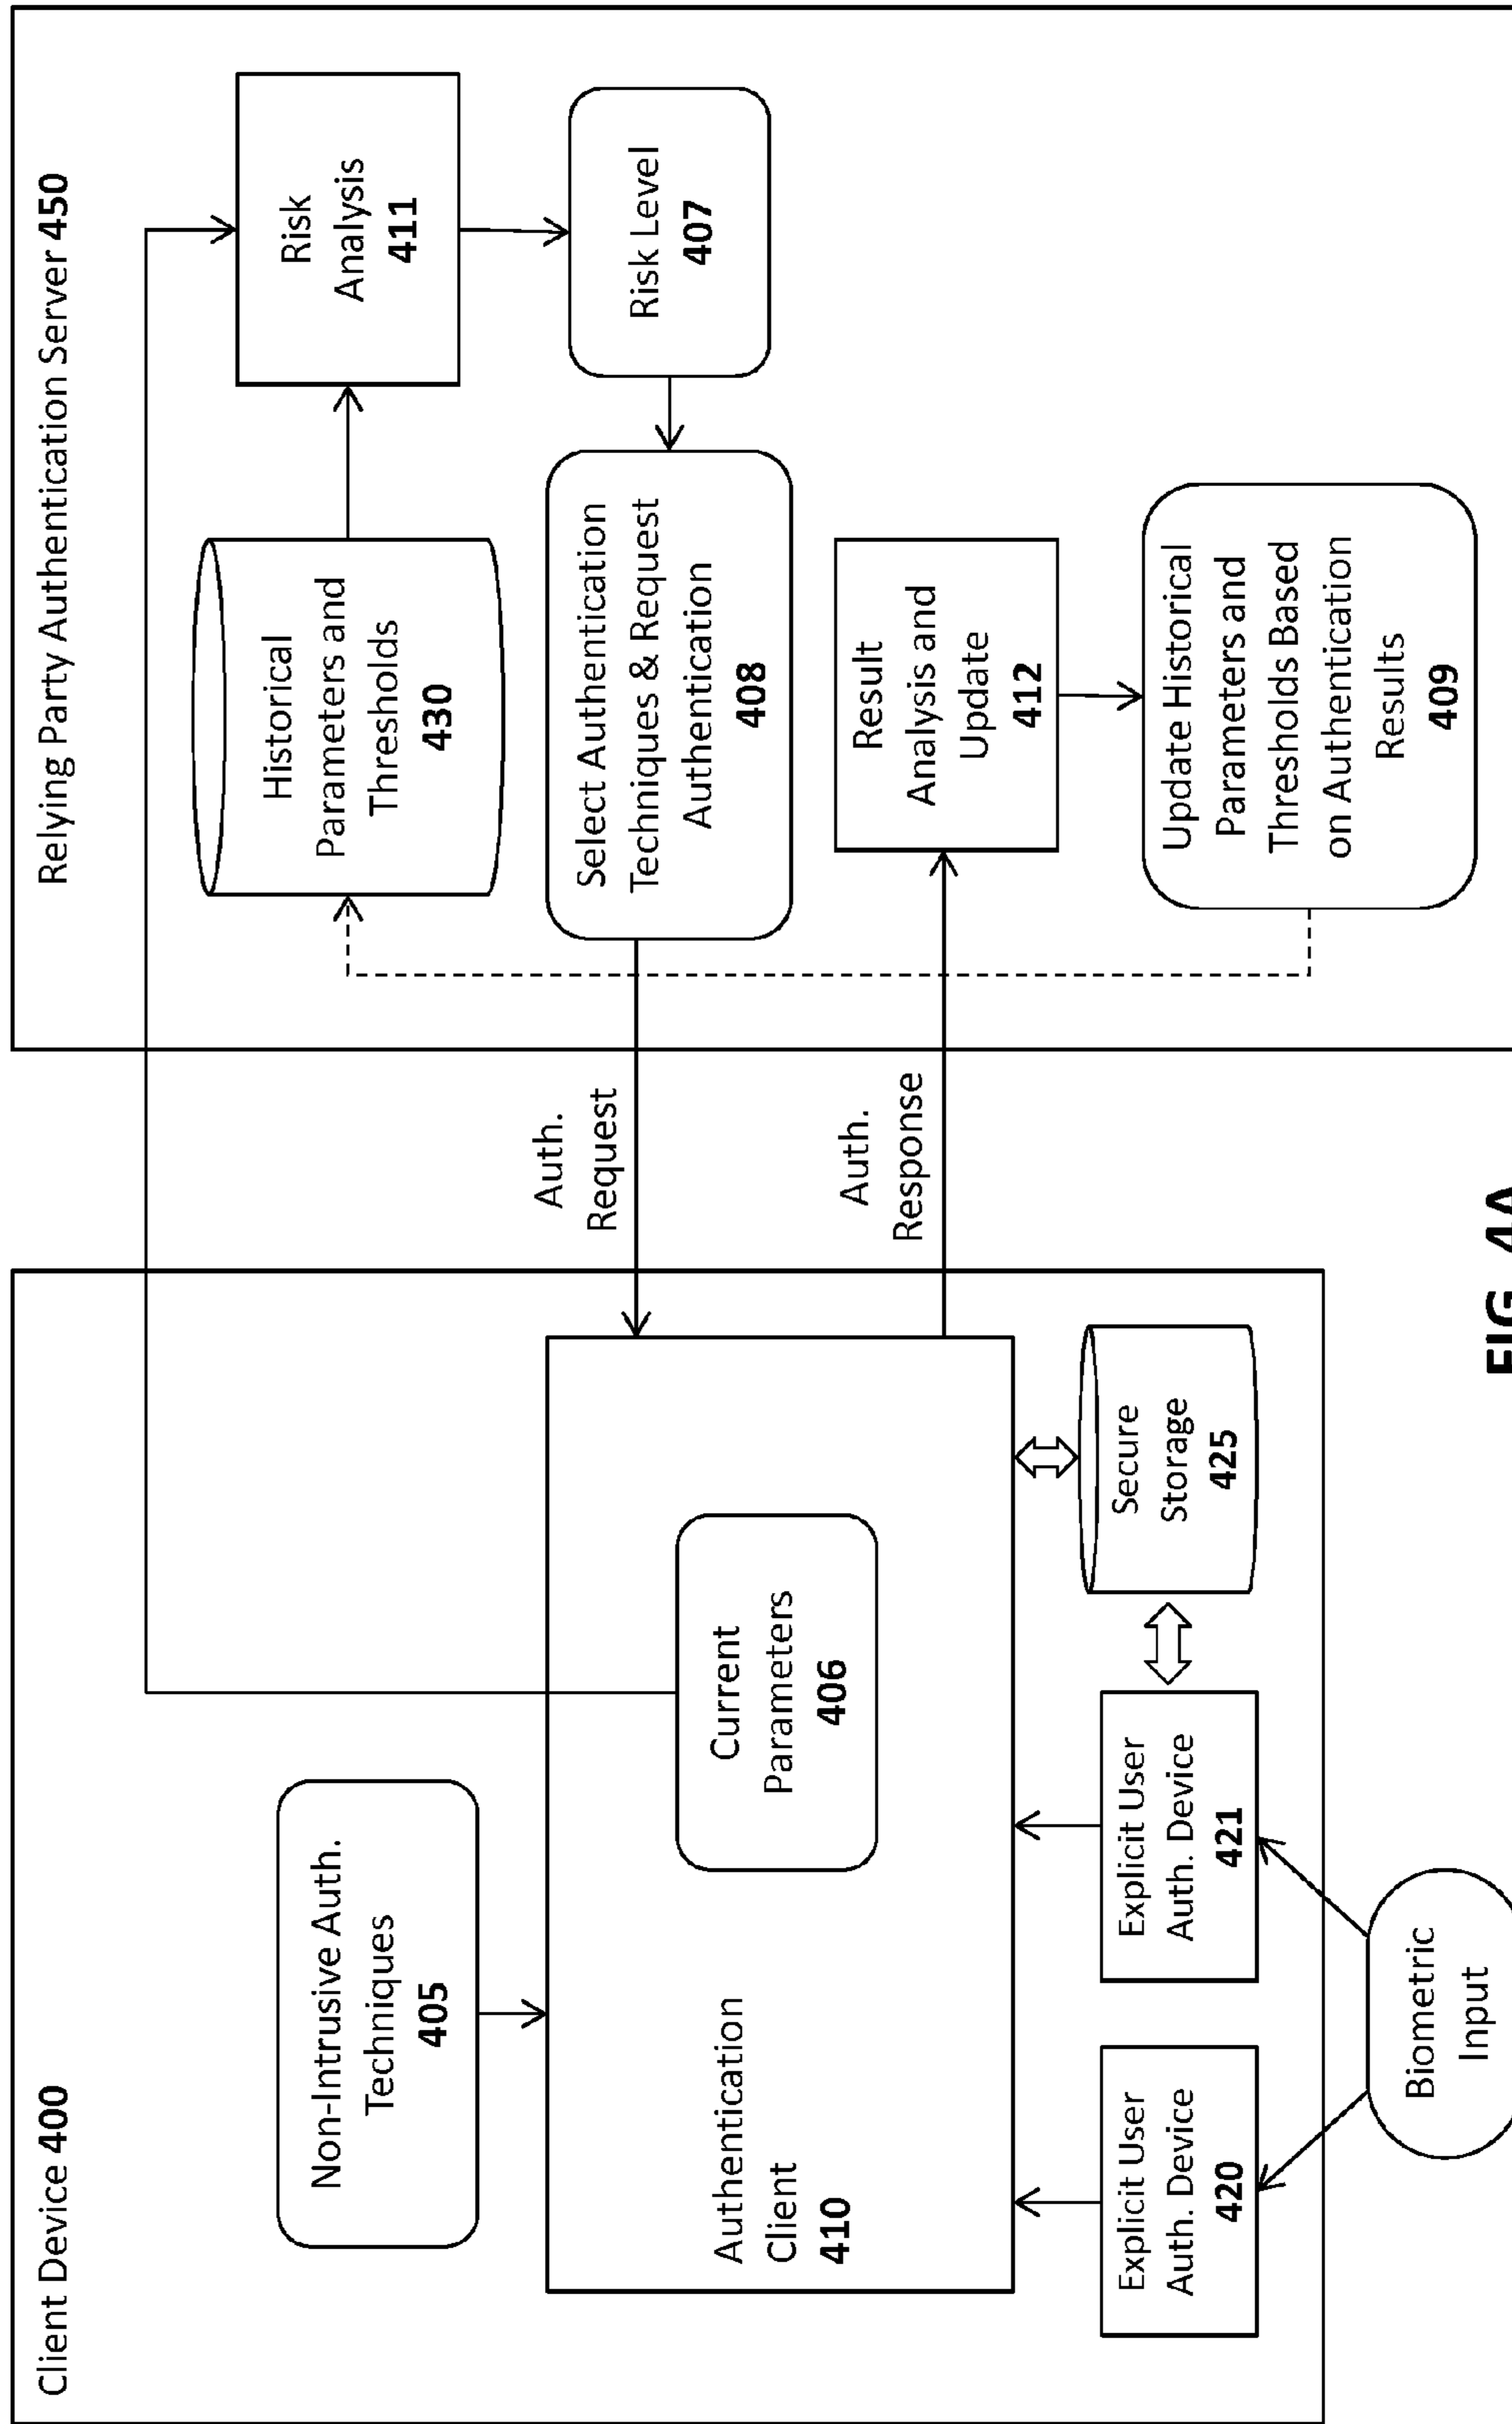 Client Device 400
Non-Intrusive Auth.
Techniques
405
Authentication
Client
410
Current
Parameters
406
Explicit User
Auth. Device
420
Explicit User
Auth. Device
421
Secure
Storage
425
Biometric
Input
Auth.
Request
Auth.
Response
Relying Party Authentication Server 450
Historical
Parameters and
Thresholds
430
Risk
Analysis
411
Risk Level
407
Select Authentication
Techniques & Request
Authentication
408
Result
Analysis and
Update
412
Update Historical
Parameters and
Thresholds Based
on Authentication
Results
409
FIG. 4A